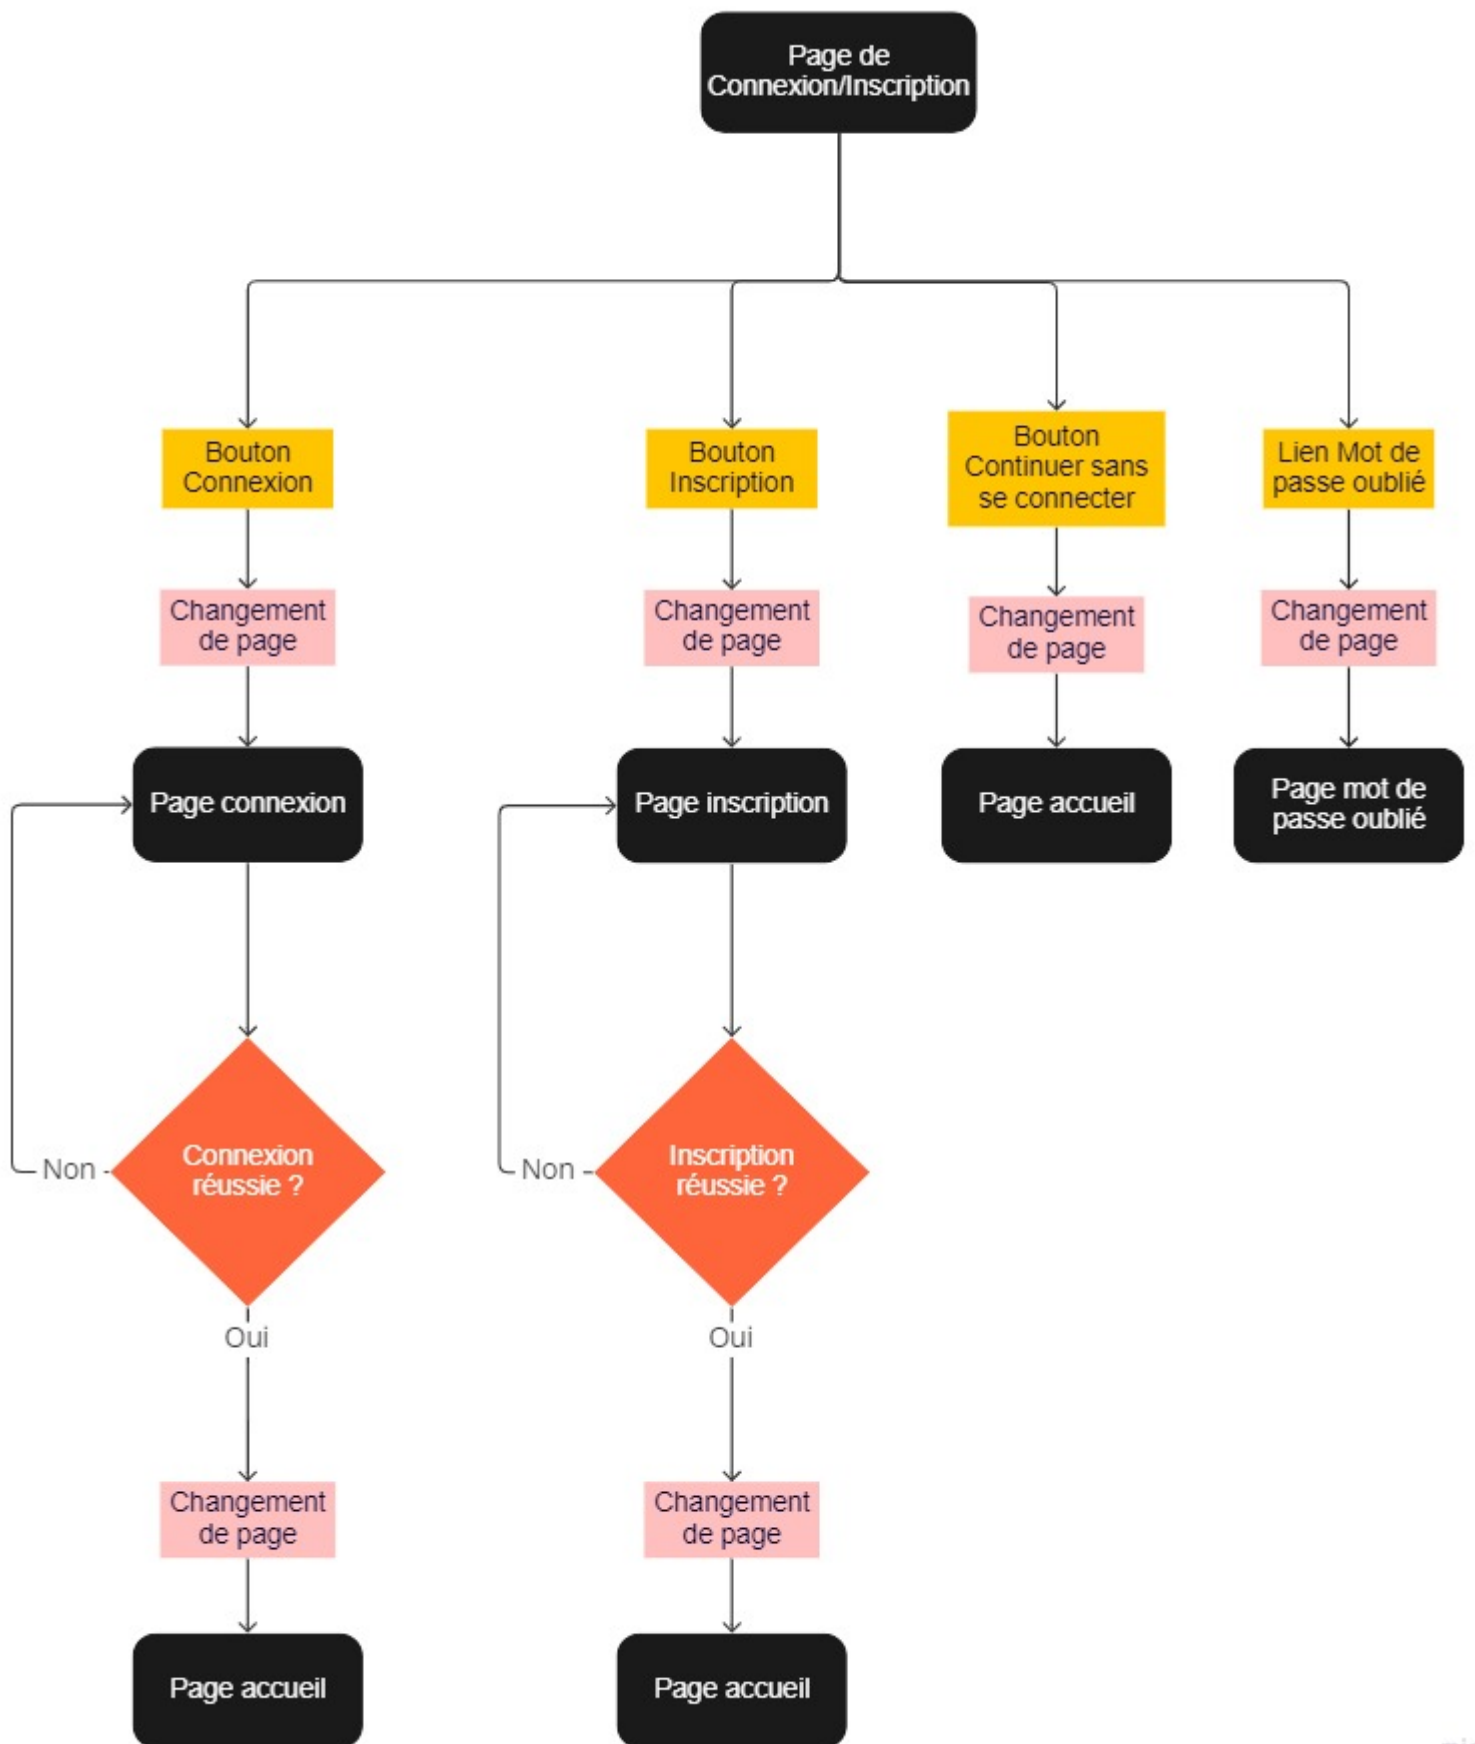 Page de
Connexion/Inscription
Bouton
Connexion
Bouton
Inscription
Bouton
Continuer sans
se connecter
Lien Mot de
passe oublié
Changement
de page
Changement
de page
Changement
de page
Changement
de page
Page connexion
Page inscription
Page accueil
Page mot de
passe oublié
Non
Connexion
réussie ?
Non
Inscription
réussie ?
Oui
Oui
Changement
de page
Changement
de page
Page accueil
Page accueil